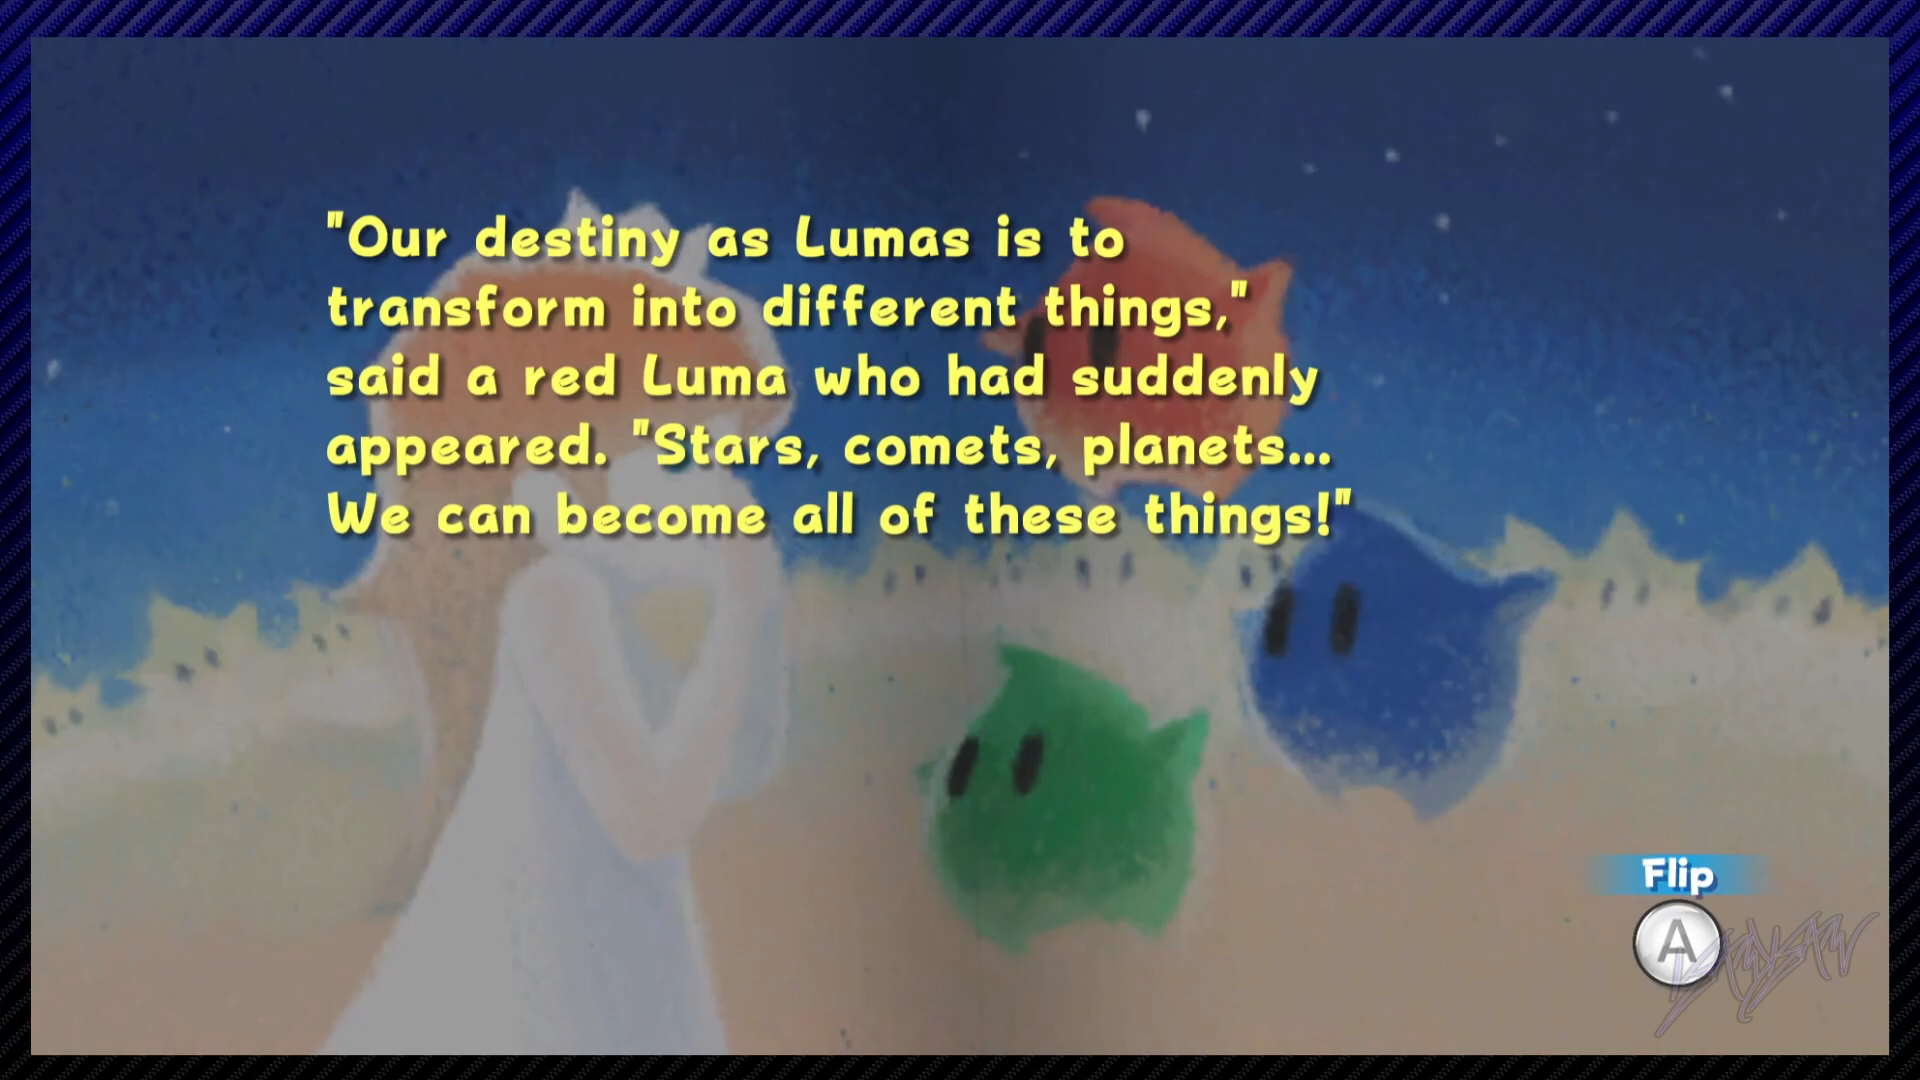 "Our destiny as Lumas is to
transform into different things,"
said a red Luma who had suddenly
appeared. "Stars, comets, planets...
We can become all of these things!"
Flip
A